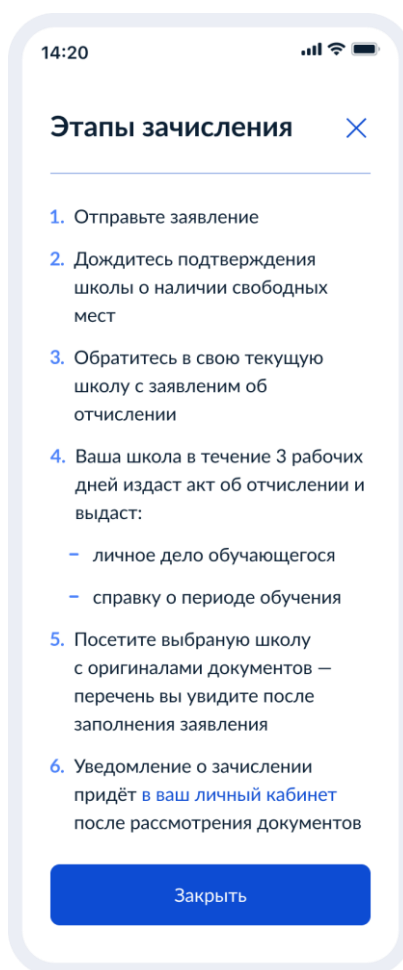 14:20
Этапы зачисления
1. Отправьте заявление
2. Дождитесь подтверждения
школы о наличии свободных
мест
3. Обратитесь в свою текущую
школу с заявленим об
отчислении
4. Ваша школа в течение 3 рабочих
дней издаст акт об отчислении и
выдаст:
– личное дело обучающегося
– справку о периоде обучения
5. Посетите выбраную школу
с оригиналами документов —
перечень вы увидите после
заполнения заявления
6. Уведомление о зачислении
придёт в ваш личный кабинет
после рассмотрения документов
Закрыть